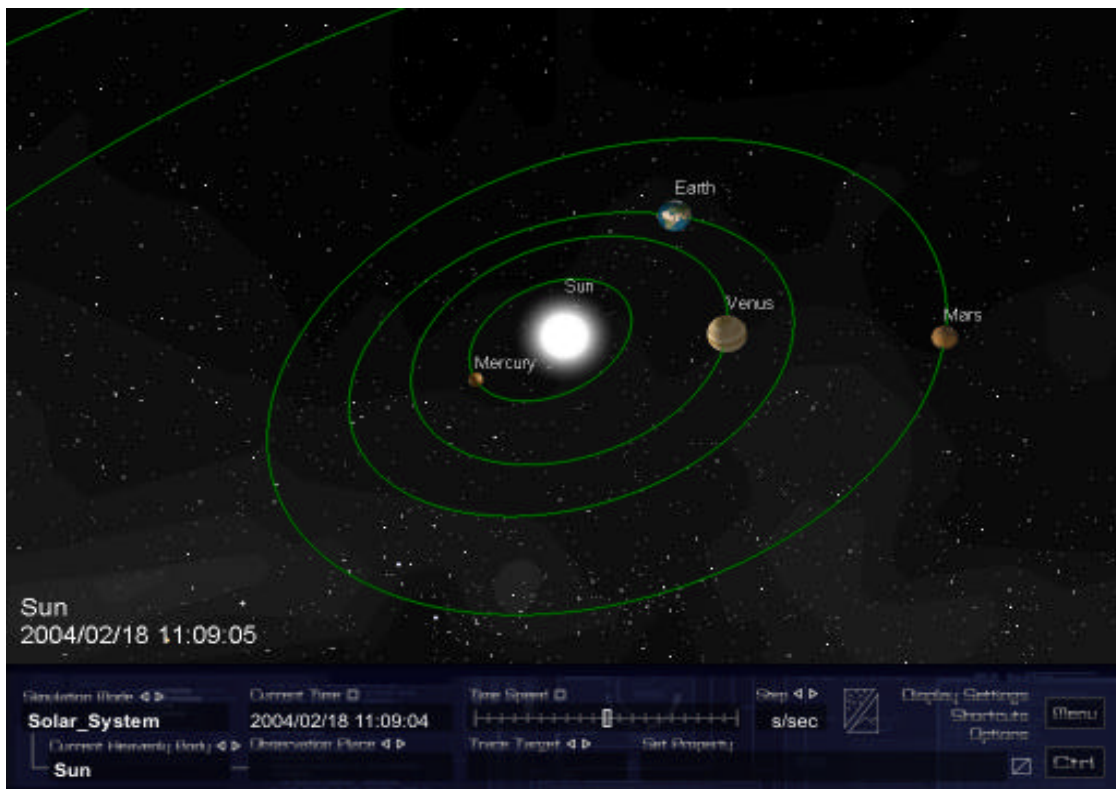 Earth
Sun
Venus
Mars
Mercury
Sun
2004/02/18 11:09.05
Simulation Mode
Current Time
Time Speed
Step
Display Settings
Solar_System
2004/02/18 11:09:04
s/sec
Shortcuts
Menu
Options
Current Heavenly Body
Observation Place
Trace Target
Set Property
Sun
Ctrl